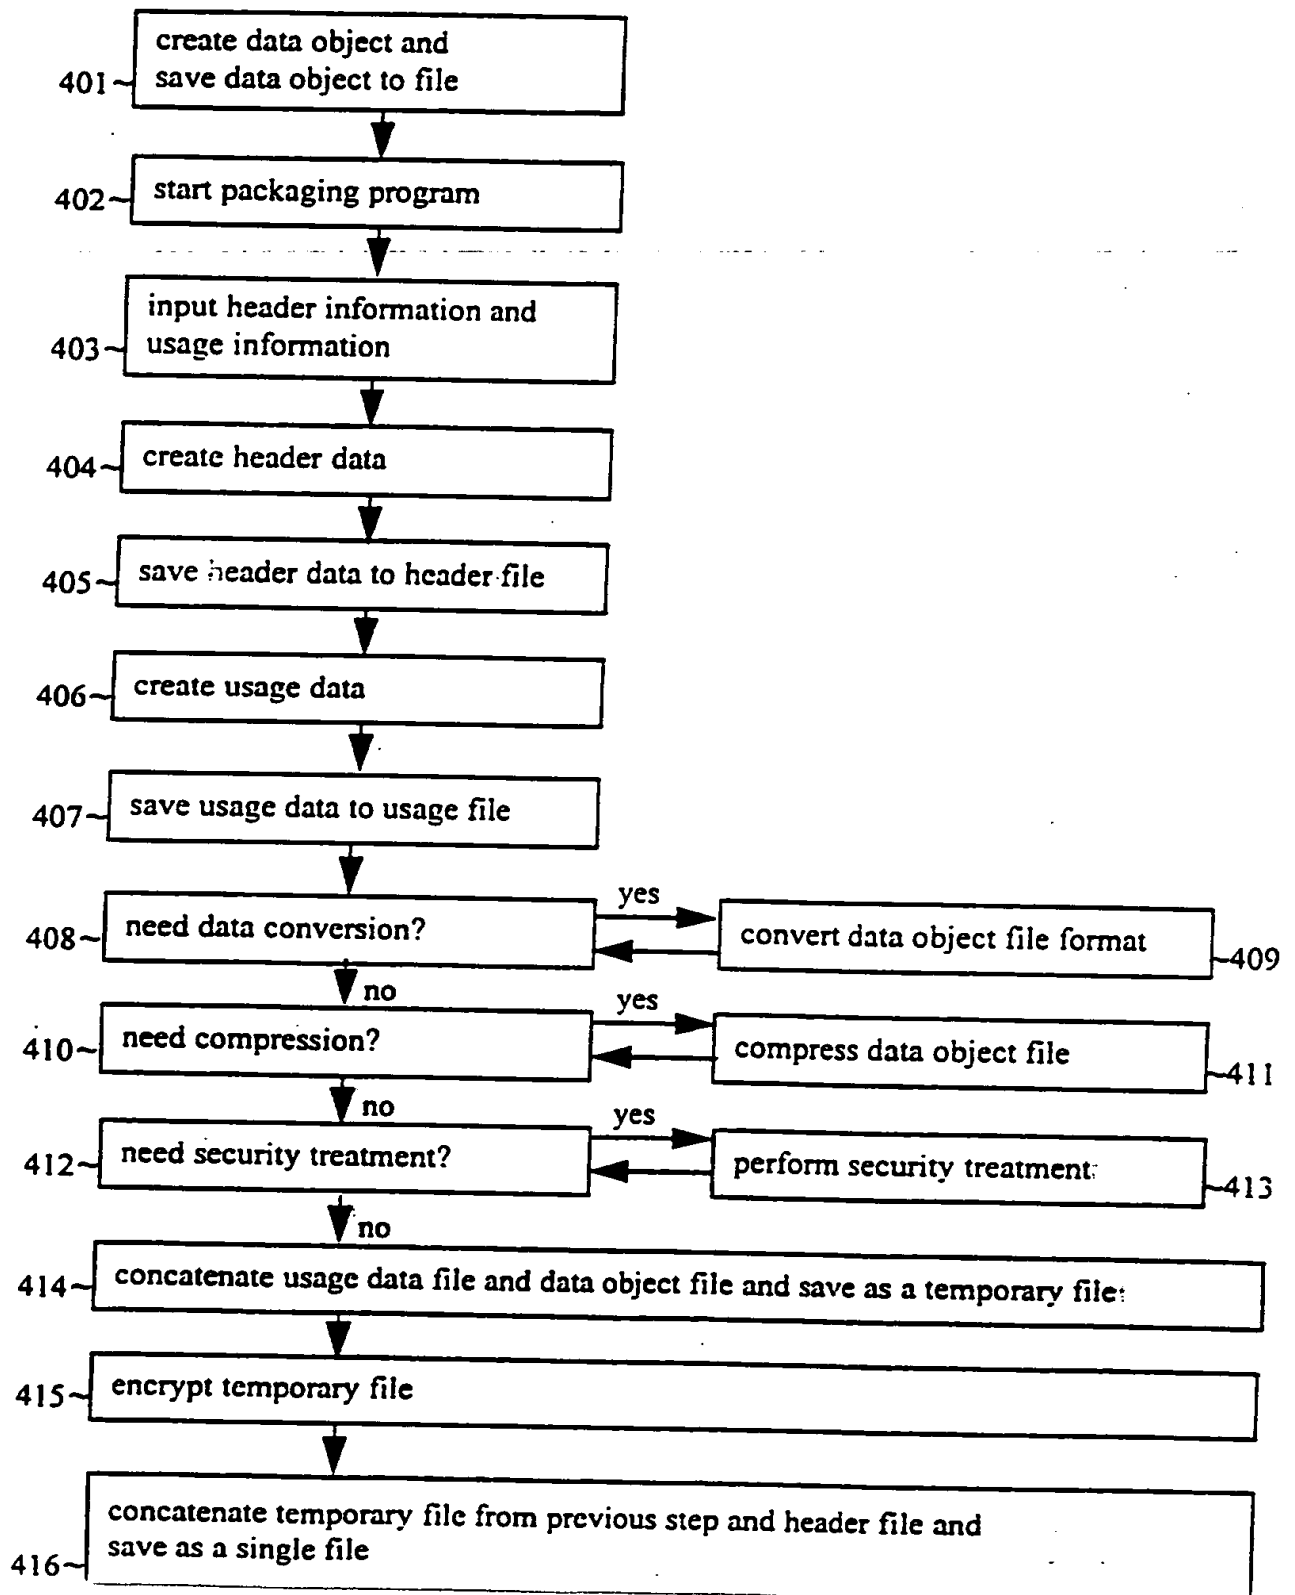 create data object and
save data object to file
401
start packaging program
402
input header information and
usage information
403
create header data
404
save header data to header file
405
create usage data
406
save usage data to usage file
407
need data conversion?
408
yes
convert data object file format
409
no
need compression?
410
yes
compress data object file
411
no
need security treatment?
412
yes
perform security treatment
413
no
concatenate usage data file and data object file and save as a temporary file
414
encrypt temporary file
415
concatenate temporary file from previous step and header file and
save as a single file
416